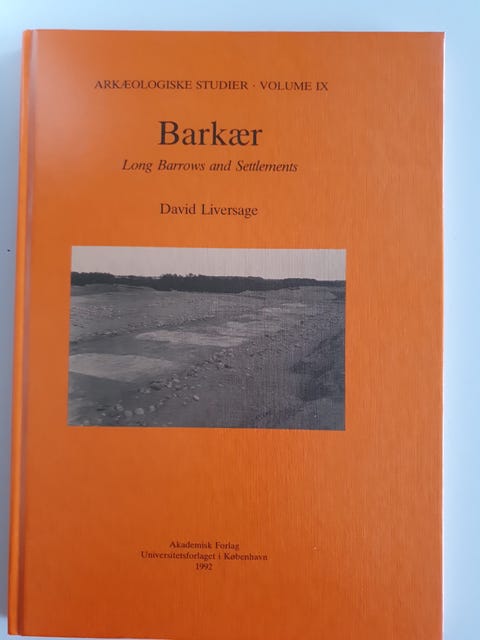 ARKÆOLOGISKE STUDIER · VOLUME IX
Barkær
Long Barrows and Settlements
David Liversage
Akademisk Forlag
Universitetsforlaget i København
1992